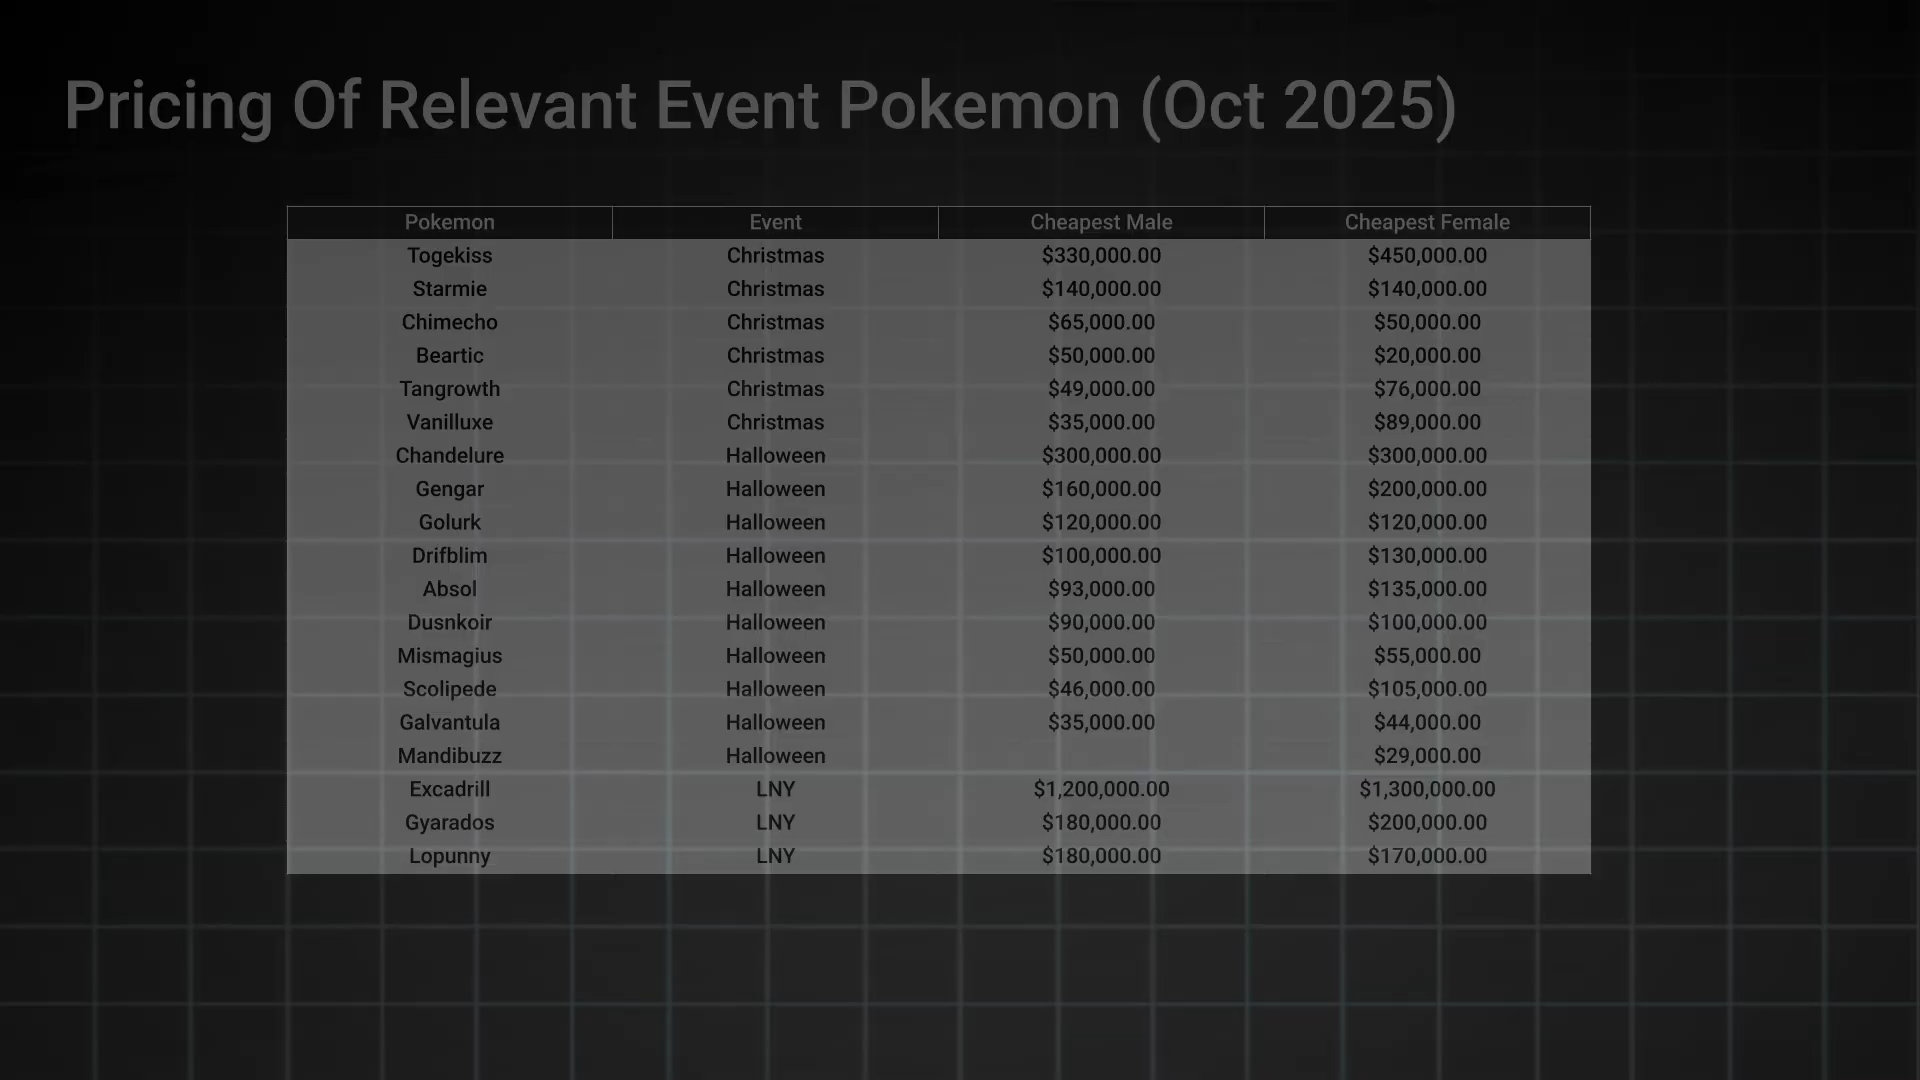 Pricing Of Relevant Event Pokemon (Oct 2025)
Pokemon Event Cheapest Male Cheapest Female
Togekiss Christmas $330,000.00 $450,000.00
Starmie Christmas $140,000.00 $140,000.00
Chimecho Christmas $65,000.00 $50,000.00
Beartic Christmas $50,000.00 $20,000.00
Tangrowth Christmas $49,000.00 $76,000.00
Vanilluxe Christmas $35,000.00 $89,000.00
Chandelure Halloween $300,000.00 $300,000.00
Gengar Halloween $160,000.00 $200,000.00
Golurk Halloween $120,000.00 $120,000.00
Drifblim Halloween $100,000.00 $130,000.00
Absol Halloween $93,000.00 $135,000.00
Dusnkoir Halloween $90,000.00 $100,000.00
Mismagius Halloween $50,000.00 $55,000.00
Scolipede Halloween $46,000.00 $105,000.00
Galvantula Halloween $35,000.00 $44,000.00
Mandibuzz Halloween $29,000.00
Excadrill LNY $1,200,000.00 $1,300,000.00
Gyarados LNY $180,000.00 $200,000.00
Lopunny LNY $180,000.00 $170,000.00